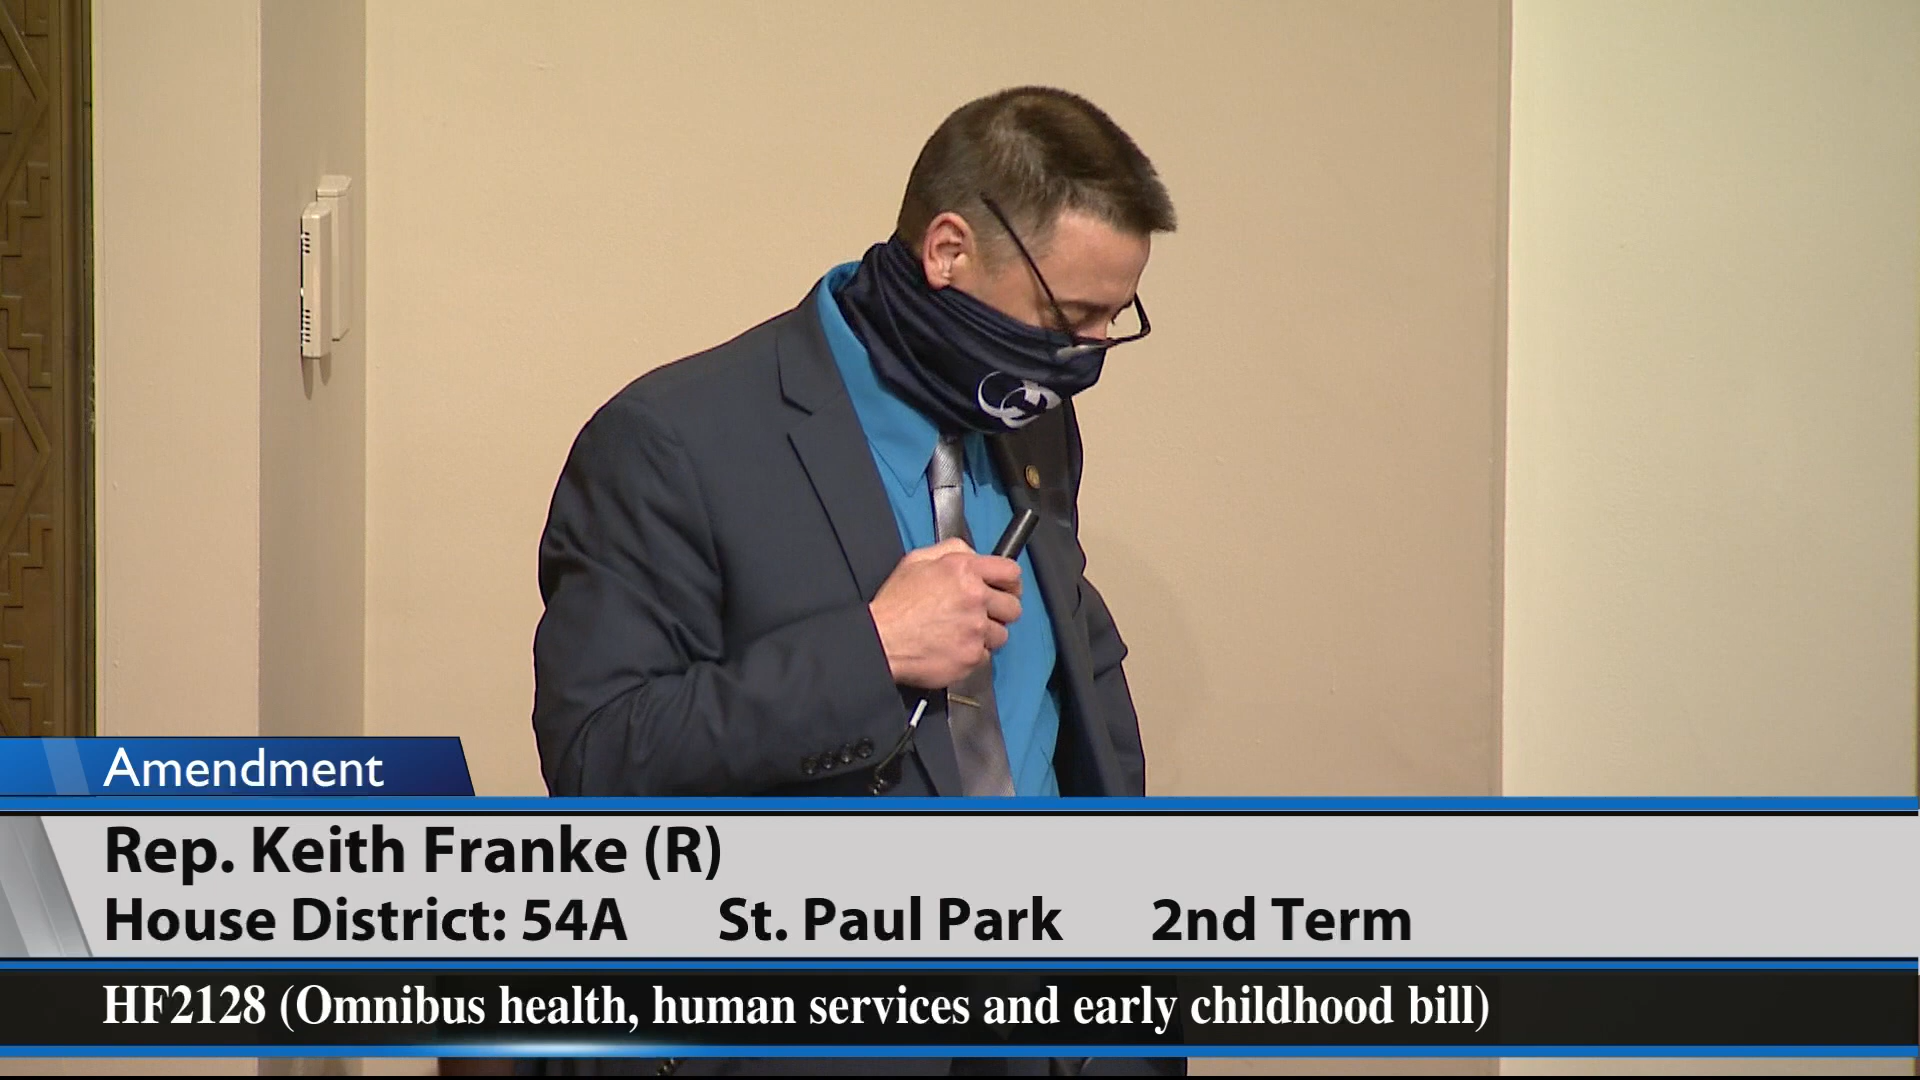 Amendment
Rep. Keith Franke (R)
House District: 54A St. Paul Park 2nd Term
HF2128 (Omnibus health, human services and early childhood bill)